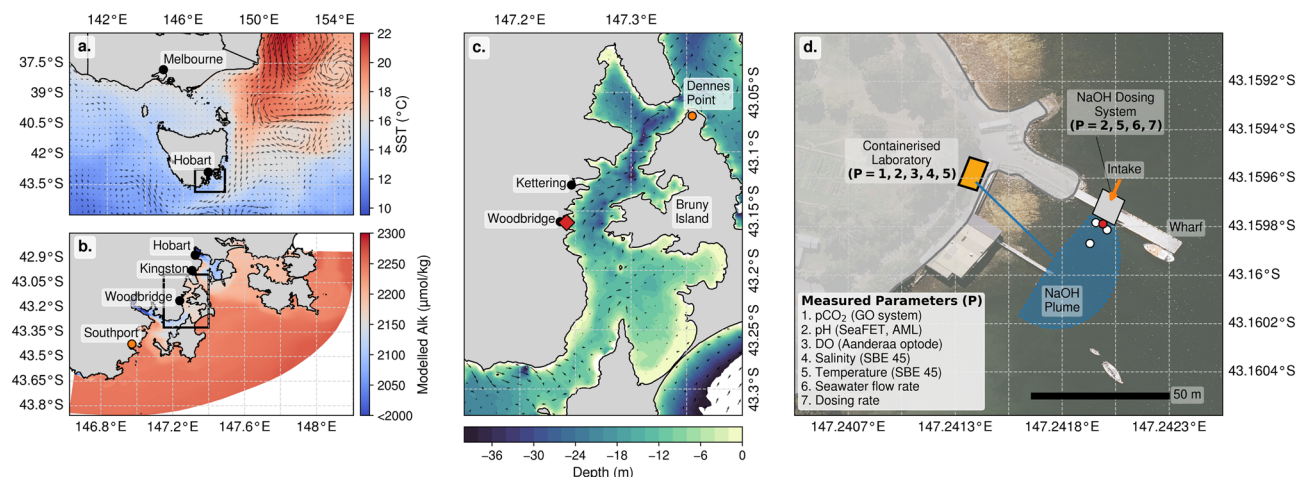 142°E 146°E 150°E 154°E
a.
Melbourne
Hobart
37.5°S
39°S
40.5°S
42°S
43.5°S
22
20
18
16
14
12
10
SST (°C)
b.
Hobart
Kingston
Woodbridge
Southport
42.9°S
43.05°S
43.2°S
43.35°S
43.5°S
43.65°S
43.8°S
146.8°E 147.2°E 147.6°E 148.0°E
2300
2250
2200
2150
2100
2050
<2000
Modelled Alk (μmol/kg)
147.2°E 147.3°E
c.
Dennes
Point
Kettering
Woodbridge
Bruny
Island
43.05°S
43.1°S
43.15°S
43.2°S
43.25°S
43.3°S
−36 −30 −24 −18 −12 −6 0
Depth (m)
d.
NaOH Dosing
System
(P = 2, 5, 6, 7)
Containerised
Laboratory
(P = 1, 2, 3, 4, 5)
Intake
Wharf
NaOH
Plume
Measured Parameters (P)
1. pCO₂ (GO system)
2. pH (SeaFET, AML)
3. DO (Aanderaa optode)
4. Salinity (SBE 45)
5. Temperature (SBE 45)
6. Seawater flow rate
7. Dosing rate
50 m
43.1592°S
43.1594°S
43.1596°S
43.1598°S
43.16°S
43.1602°S
43.1604°S
147.2407°E 147.2413°E 147.2418°E 147.2423°E